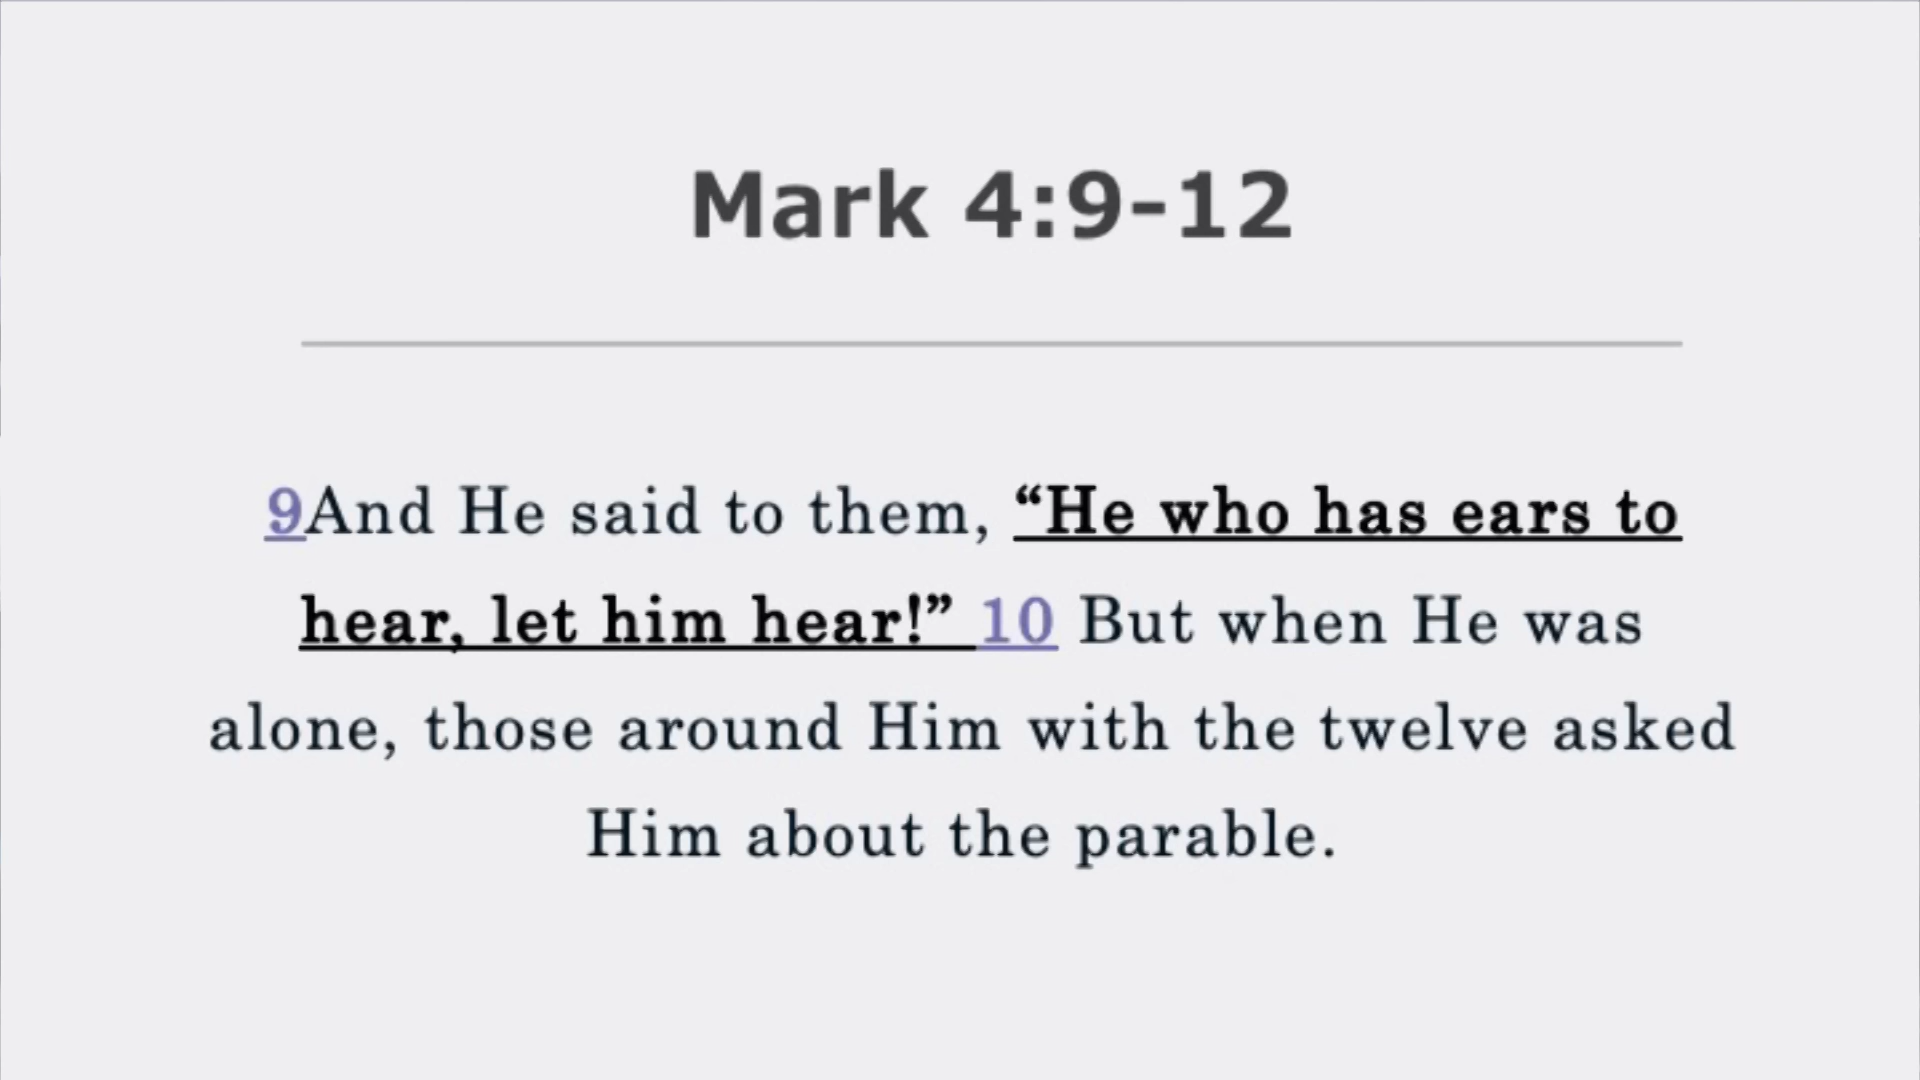 Mark 4:9-12
9And He said to them, “He who has ears to
hear, let him hear!” 10 But when He was
alone, those around Him with the twelve asked
Him about the parable.